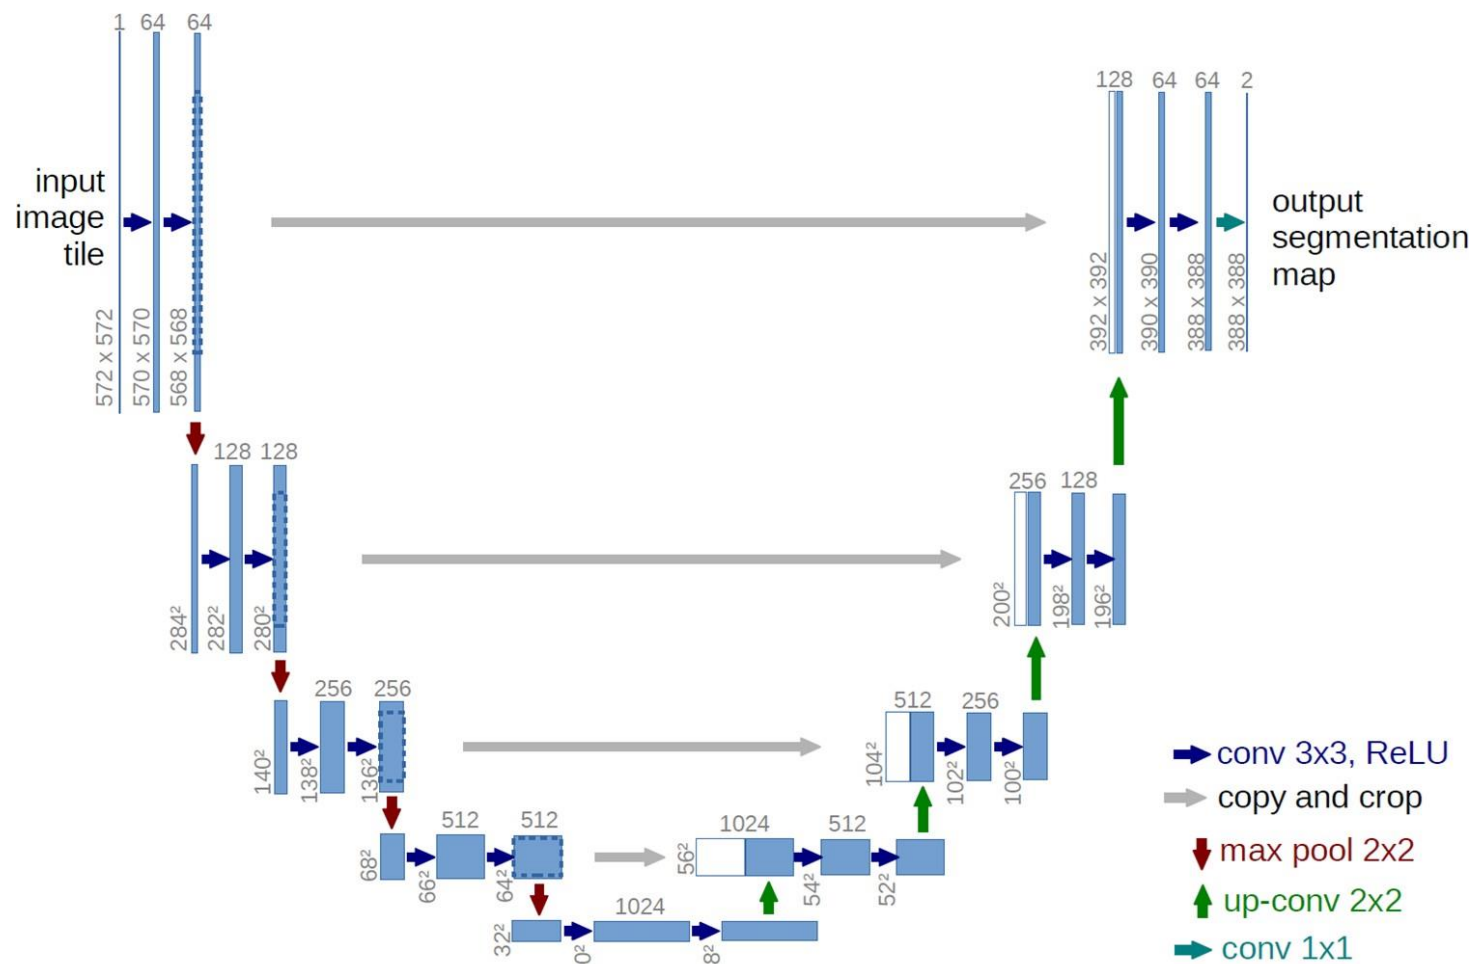 1 64 64
input
image
tile
572 x 572
570 x 570
568 x 568
128 64 64 2
392 x 392
390 x 390
388 x 388
388 x 388
output
segmentation
map
128 128
284²
282²
280²
256 128
200²
198²
196²
256 256
140²
138²
136²
512 256
104²
102²
100²
512 512
68²
66²
64²
1024 512
56²
54²
52²
1024
32²
0²
8²
conv 3x3, ReLU
copy and crop
max pool 2x2
up-conv 2x2
conv 1x1